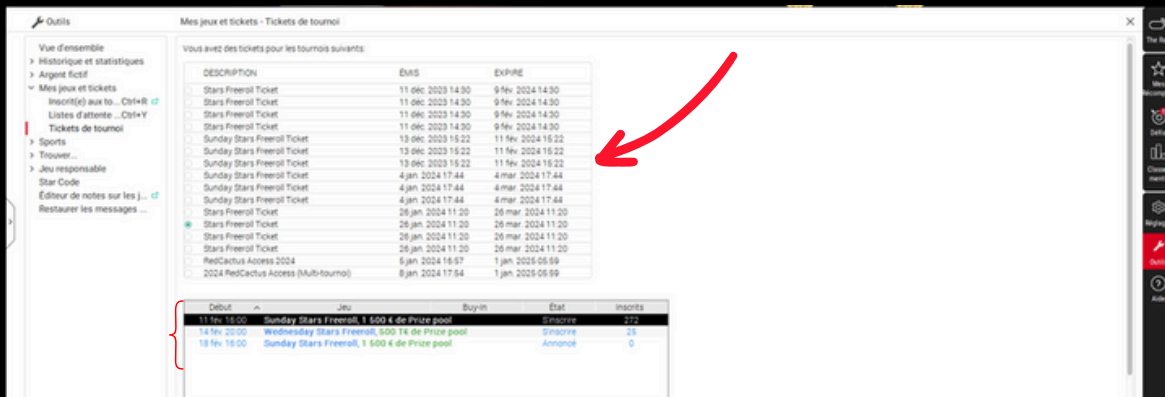 Outils
Mes jeux et tickets - Tickets de tournoi
Vue d'ensemble
Historique et statistiques
Argent fictif
Mes jeux et tickets
Inscrit(e) aux to... Ctrl+R
Listes d'attente ...Ctrl+Y
Tickets de tournoi
Sports
Trouver...
Jeu responsable
Star Code
Éditeur de notes sur les j...
Restaurer les messages ...
Vous avez des tickets pour les tournois suivants:
DESCRIPTION ÉMIS EXPIRE
Stars Freeroll Ticket 11 déc. 2023 14:30 9 fév. 2024 14:30
Stars Freeroll Ticket 11 déc. 2023 14:30 9 fév. 2024 14:30
Stars Freeroll Ticket 11 déc. 2023 14:30 9 fév. 2024 14:30
Stars Freeroll Ticket 11 déc. 2023 14:30 9 fév. 2024 14:30
Sunday Stars Freeroll Ticket 13 déc. 2023 15:22 11 fév. 2024 15:22
Sunday Stars Freeroll Ticket 13 déc. 2023 15:22 11 fév. 2024 15:22
Sunday Stars Freeroll Ticket 13 déc. 2023 15:22 11 fév. 2024 15:22
Sunday Stars Freeroll Ticket 4 jan. 2024 17:44 4 mar. 2024 17:44
Sunday Stars Freeroll Ticket 4 jan. 2024 17:44 4 mar. 2024 17:44
Sunday Stars Freeroll Ticket 4 jan. 2024 17:44 4 mar. 2024 17:44
Stars Freeroll Ticket 26 jan. 2024 11:20 26 mar. 2024 11:20
Stars Freeroll Ticket 26 jan. 2024 11:20 26 mar. 2024 11:20
Stars Freeroll Ticket 26 jan. 2024 11:20 26 mar. 2024 11:20
Stars Freeroll Ticket 26 jan. 2024 11:20 26 mar. 2024 11:20
RedCactus Access 2024 5 jan. 2024 16:57 1 jan. 2025 05:59
2024 RedCactus Access (Multi-tournoi) 8 jan. 2024 17:54 1 jan. 2025 05:59
Début Jeu Buy-In État Inscrits
11 fév. 16:00 Sunday Stars Freeroll, 1 500 € de Prize pool S'inscrire 272
14 fév. 20:00 Wednesday Stars Freeroll, 500 T€ de Prize pool S'inscrire 25
18 fév. 16:00 Sunday Stars Freeroll, 1 500 € de Prize pool Annoncé 0
The R
Mes
Récomp
Défis
Classe
ment
Réglag
Outil
Aide